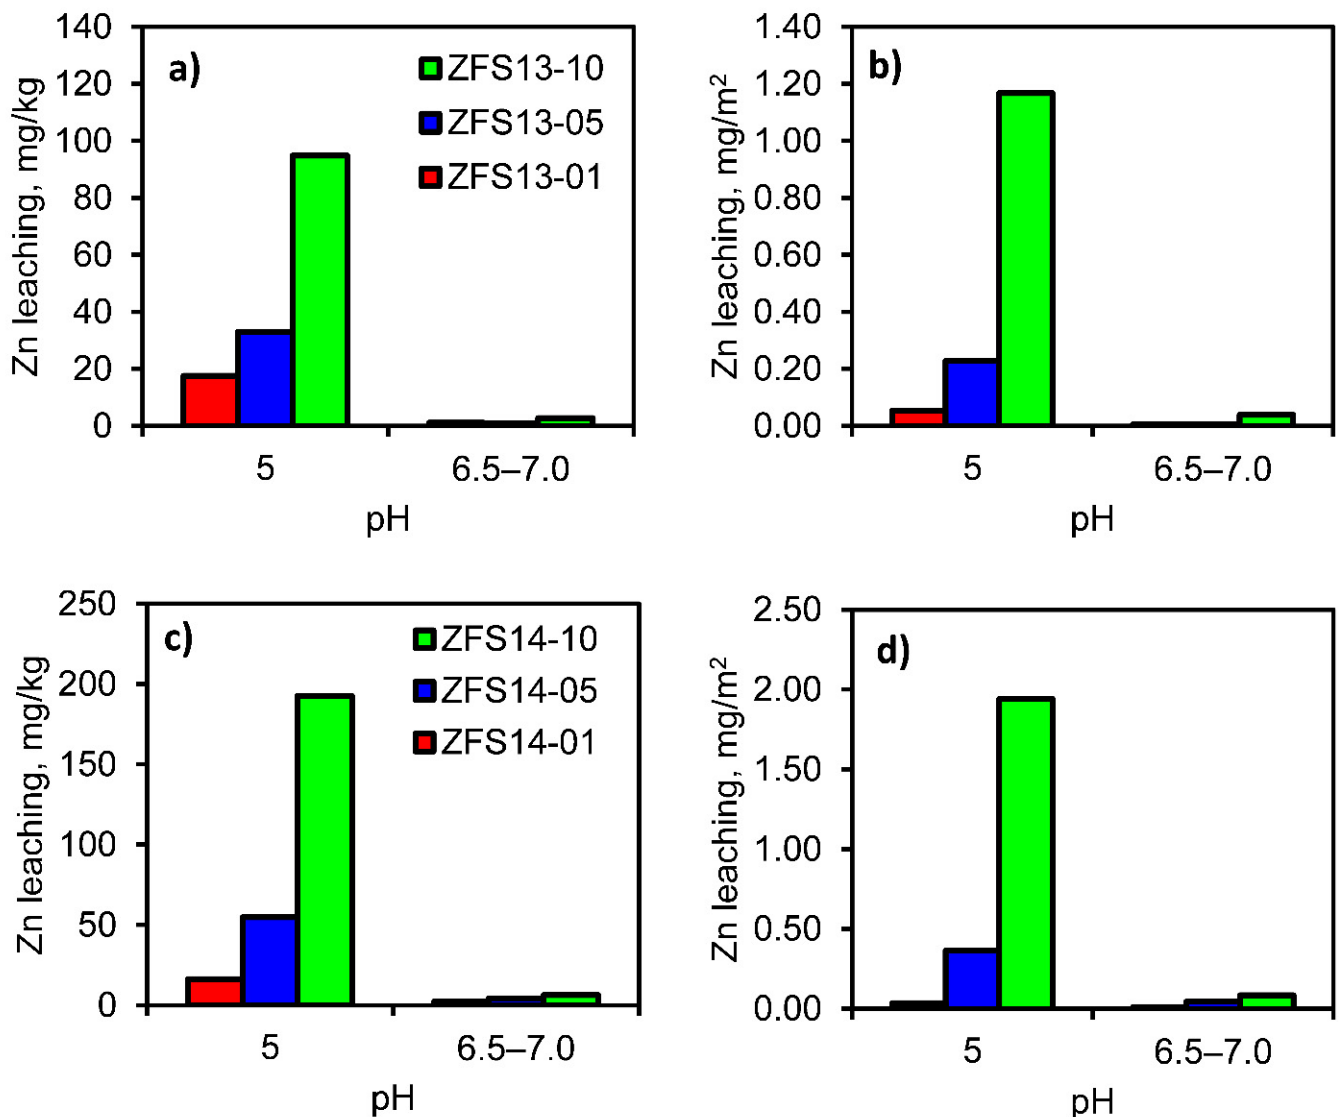 a)
Zn leaching, mg/kg
140
120
100
80
60
40
20
0
ZFS13-10
ZFS13-05
ZFS13-01
5
6.5–7.0
pH
b)
Zn leaching, mg/m²
1.40
1.20
1.00
0.80
0.60
0.40
0.20
0.00
5
6.5–7.0
pH
c)
Zn leaching, mg/kg
250
200
150
100
50
0
ZFS14-10
ZFS14-05
ZFS14-01
5
6.5–7.0
pH
d)
Zn leaching, mg/m²
2.50
2.00
1.50
1.00
0.50
0.00
5
6.5–7.0
pH